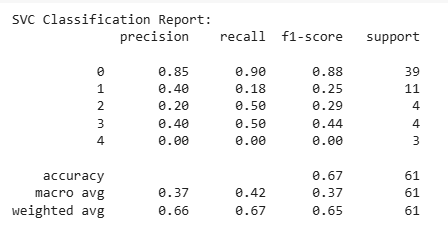 SVC Classification Report:
precision recall f1-score support
0 0.85 0.90 0.88 39
1 0.40 0.18 0.25 11
2 0.20 0.50 0.29 4
3 0.40 0.50 0.44 4
4 0.00 0.00 0.00 3
accuracy 0.67 61
macro avg 0.37 0.42 0.37 61
weighted avg 0.66 0.67 0.65 61